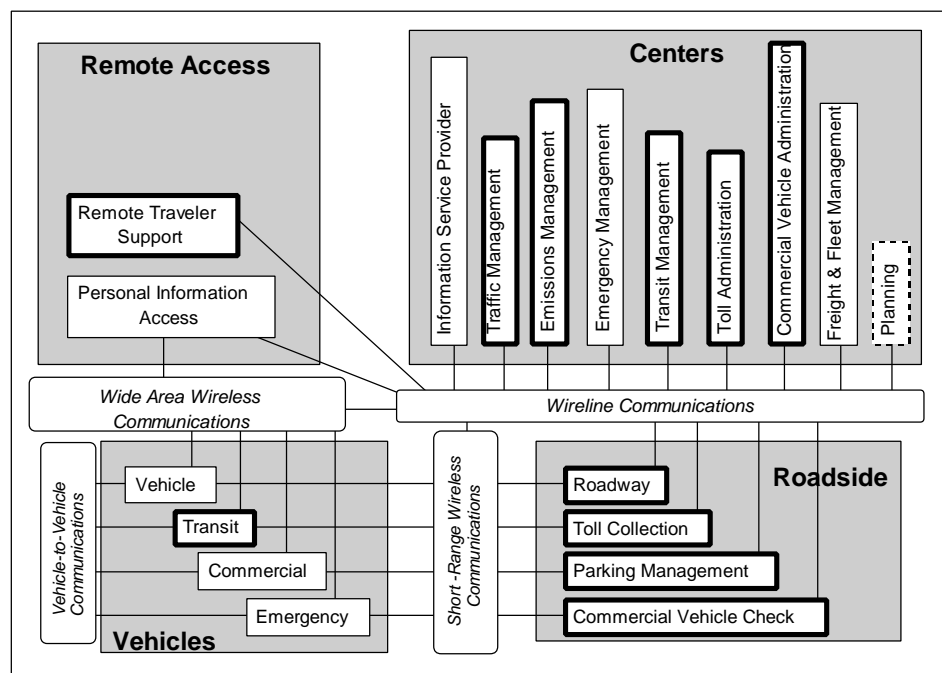 Remote Access
Remote Traveler
Support
Personal Information
Access
Centers
Information Service Provider
Traffic Management
Emissions Management
Emergency Management
Transit Management
Toll Administration
Commercial Vehicle Administration
Freight & Fleet Management
Planning
Wide Area Wireless
Communications
Wireline Communications
Vehicle-to-Vehicle
Communications
Vehicle
Transit
Commercial
Emergency
Vehicles
Short -Range Wireless
Communications
Roadside
Roadway
Toll Collection
Parking Management
Commercial Vehicle Check